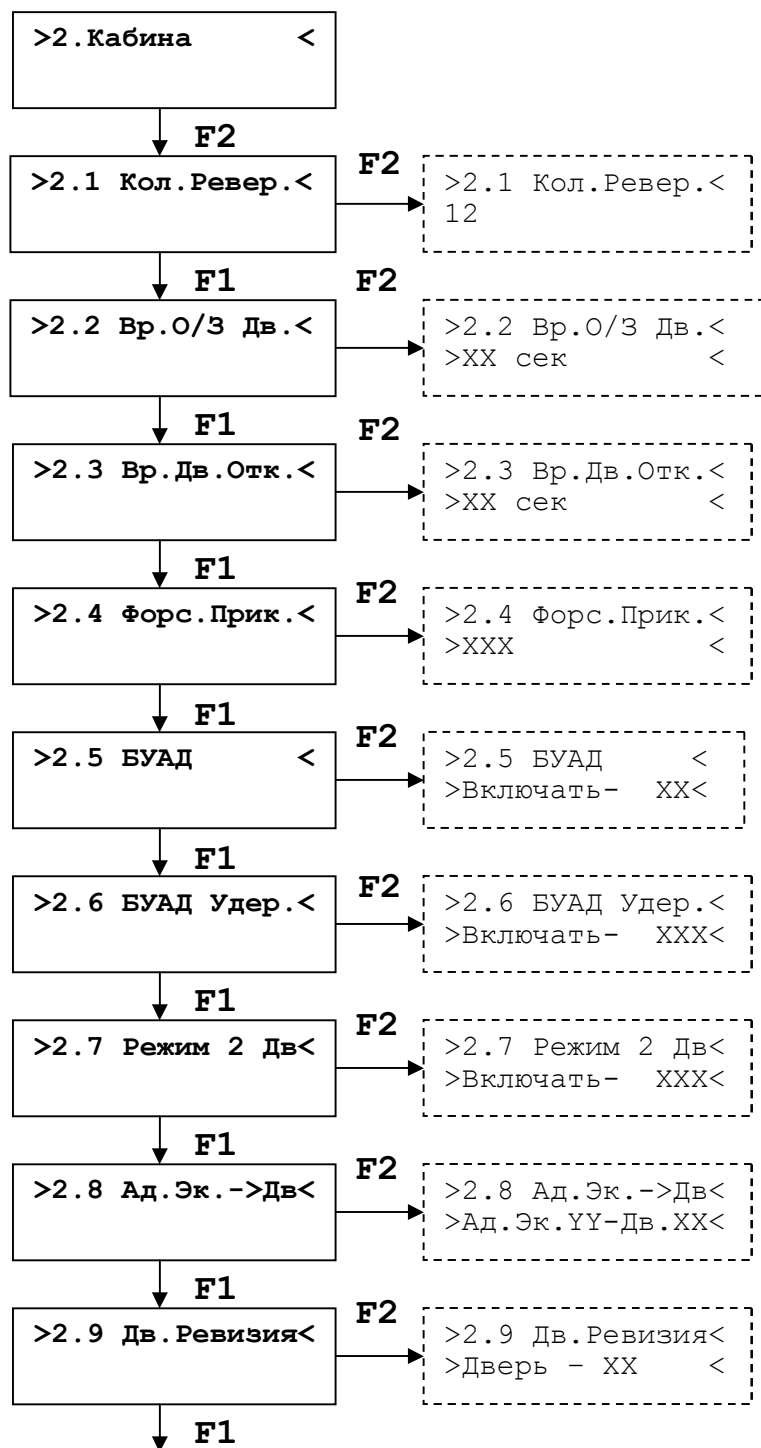 >2.Кабина <
F2
>2.1 Кол.Ревер.<
F2
>2.1 Кол.Ревер.<
12
F1
>2.2 Вр.О/З Дв.<
F2
>2.2 Вр.О/З Дв.<
>XX сек <
F1
>2.3 Вр.Дв.Отк.<
F2
>2.3 Вр.Дв.Отк.<
>XX сек <
F1
>2.4 Форс.Прик.<
F2
>2.4 Форс.Прик.<
>XXX <
F1
>2.5 БУАД <
F2
>2.5 БУАД <
>Включать- XX<
F1
>2.6 БУАД Удер.<
F2
>2.6 БУАД Удер.<
>Включать- XXX<
F1
>2.7 Режим 2 Дв<
F2
>2.7 Режим 2 Дв<
>Включать- XXX<
F1
>2.8 Ад.Эк.->Дв<
F2
>2.8 Ад.Эк.->Дв<
>Ад.Эк.YY-Дв.XX<
F1
>2.9 Дв.Ревизия<
F2
>2.9 Дв.Ревизия<
>Дверь – XX <
F1